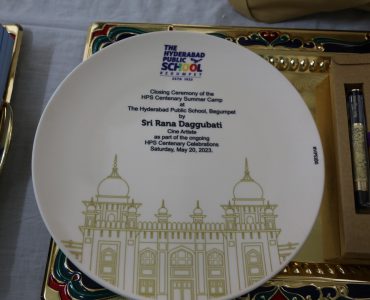 THE
HYDERABAD
PUBLIC
SCHOOL
BEGUMPET
Closing Ceremony of the
HPS Centenary Summer Camp
at
The Hyderabad Public School, Begumpet
by
Sri Rana Daggubati
Cine Artiste
as part of the ongoing
HPS Centenary Celebrations
Saturday, May 20, 2023.